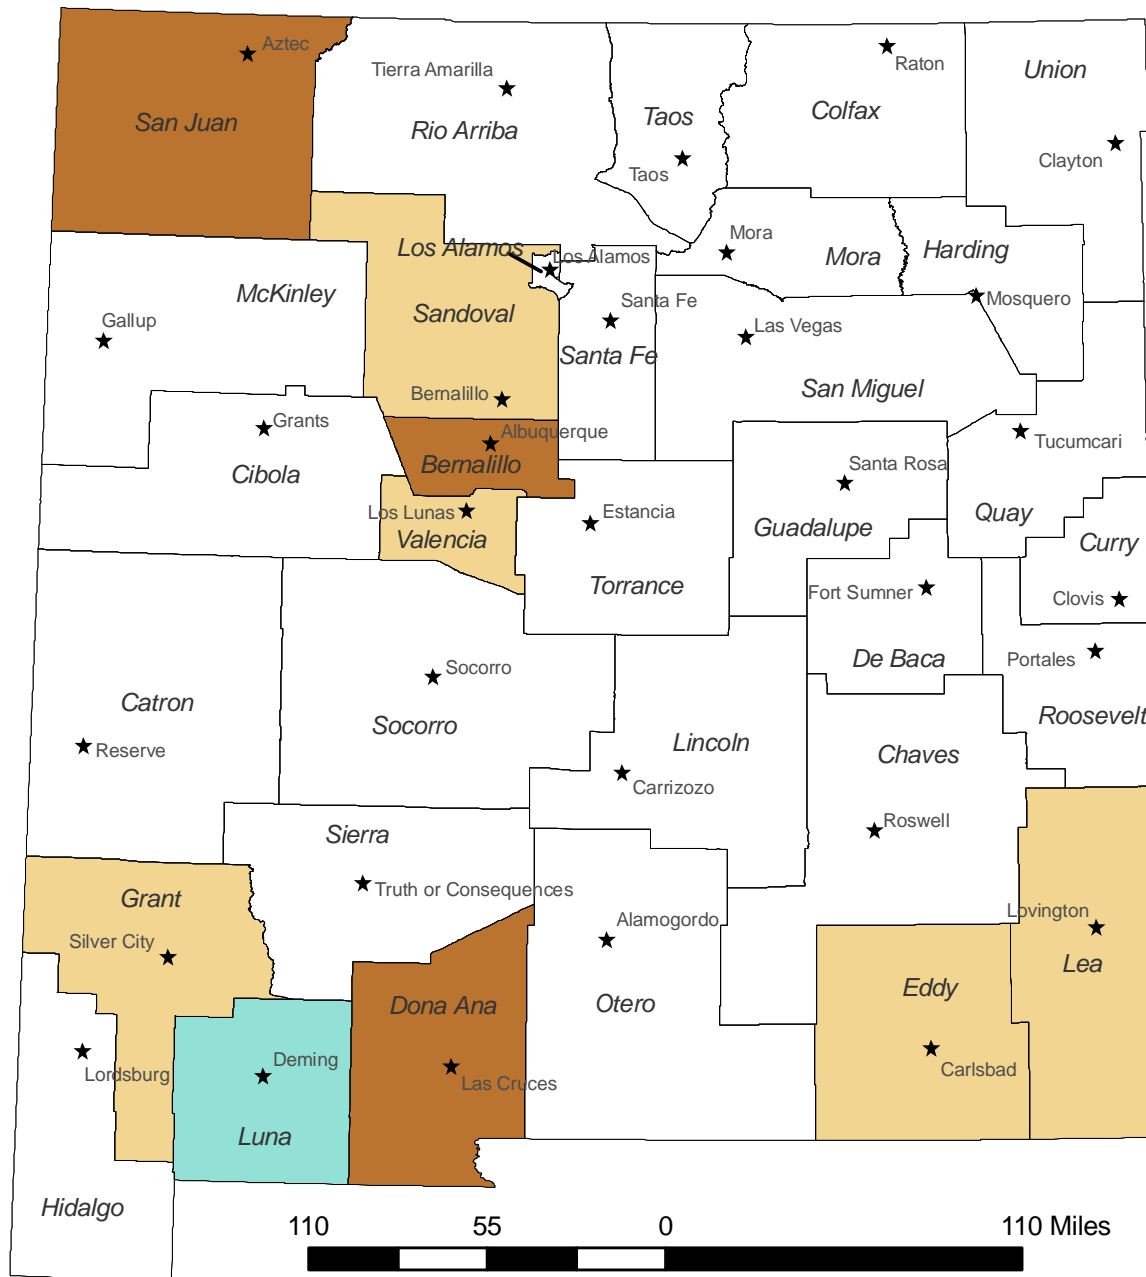 Aztec
Tierra Amarilla
Raton
Union
San Juan
Rio Arriba
Taos
Colfax
Taos
Clayton
Los Alamos
Los Alamos
Mora
Mora
Harding
McKinley
Sandoval
Santa Fe
Mosquero
Gallup
Las Vegas
Santa Fe
San Miguel
Bernalillo
Grants
Albuquerque
Tucumcari
Cibola
Bernalillo
Santa Rosa
Los Lunas
Estancia
Guadalupe
Quay
Valencia
Curry
Torrance
Fort Sumner
Clovis
Socorro
De Baca
Portales
Catron
Socorro
Roosevelt
Reserve
Lincoln
Chaves
Carrizozo
Sierra
Roswell
Grant
Truth or Consequences
Silver City
Alamogordo
Lovington
Lea
Dona Ana
Otero
Eddy
Lordsburg
Deming
Las Cruces
Carlsbad
Luna
Hidalgo
110 55 0 110 Miles